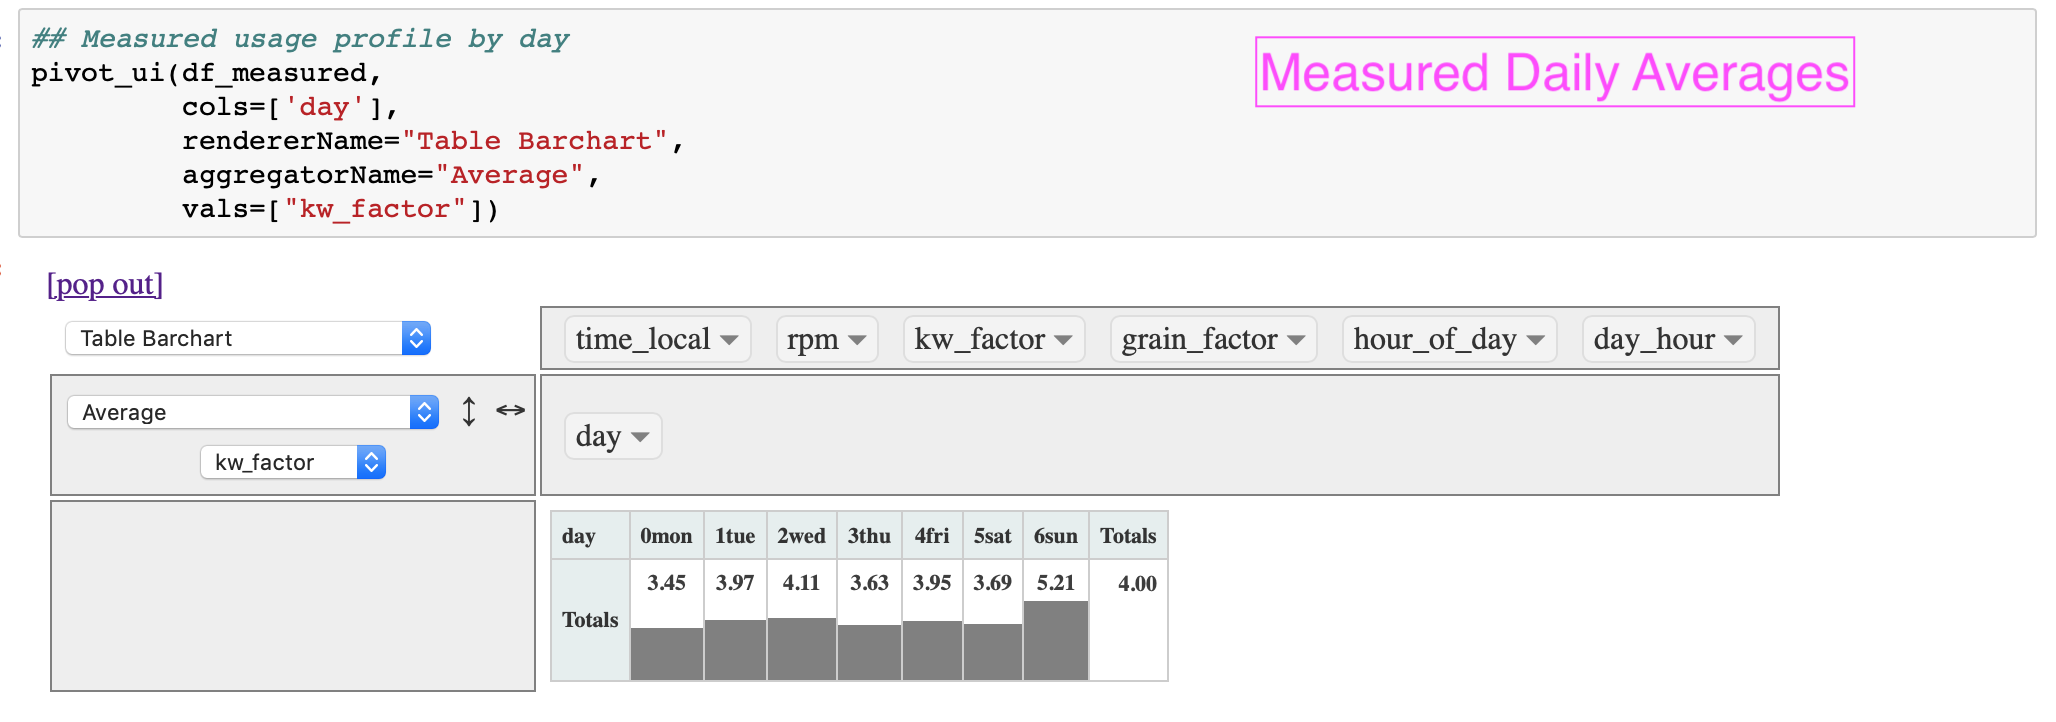 ## Measured usage profile by day
pivot_ui(df_measured,
         cols=['day'],
         rendererName="Table Barchart",
         aggregatorName="Average",
         vals=["kw_factor"])
Measured Daily Averages
[pop out]
Table Barchart
time_local rpm kw_factor grain_factor hour_of_day day_hour
Average
kw_factor
day
day 0mon 1tue 2wed 3thu 4fri 5sat 6sun Totals
Totals 3.45 3.97 4.11 3.63 3.95 3.69 5.21 4.00